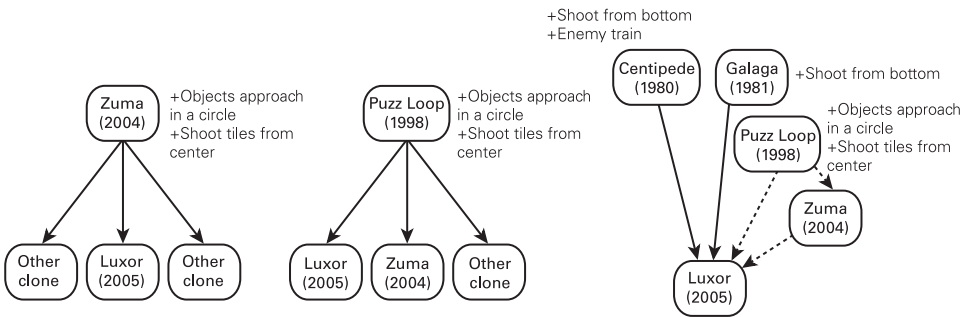 Zuma
(2004)
+Objects approach
in a circle
+Shoot tiles from
center
Other
clone
Luxor
(2005)
Other
clone
Puzz Loop
(1998)
+Objects approach
in a circle
+Shoot tiles from
center
Luxor
(2005)
Zuma
(2004)
Other
clone
+Shoot from bottom
+Enemy train
Centipede
(1980)
Galaga
(1981)
+Shoot from bottom
Puzz Loop
(1998)
+Objects approach
in a circle
+Shoot tiles from
center
Zuma
(2004)
Luxor
(2005)